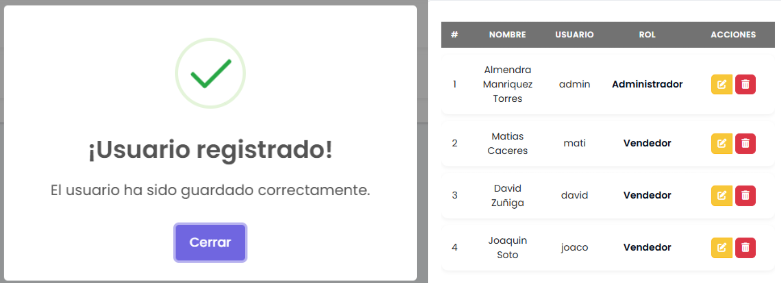 ¡Usuario registrado!
El usuario ha sido guardado correctamente.
Cerrar
# NOMBRE USUARIO ROL ACCIONES
1 Almendra Manriquez Torres admin Administrador
2 Matias Caceres mati Vendedor
3 David Zuñiga david Vendedor
4 Joaquin Soto joaco Vendedor